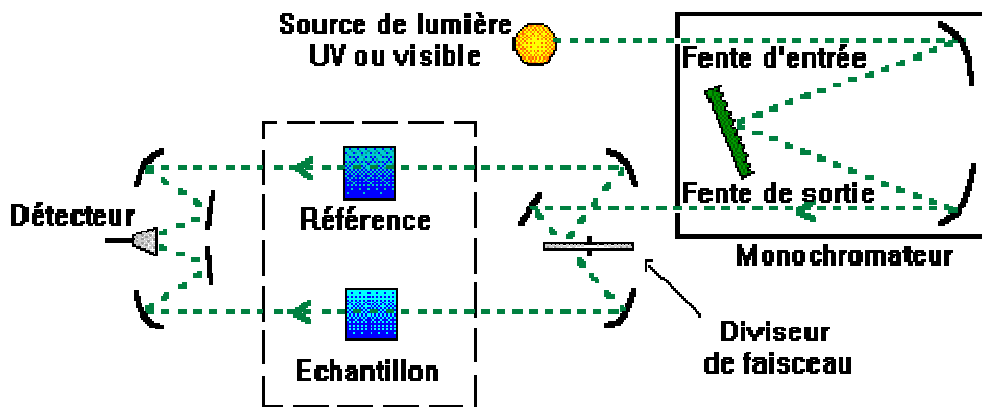 Source de lumière
UV ou visible
Fente d'entrée
Fente de sortie
Monochromateur
Détecteur
Référence
Echantillon
Diviseur
de faisceau